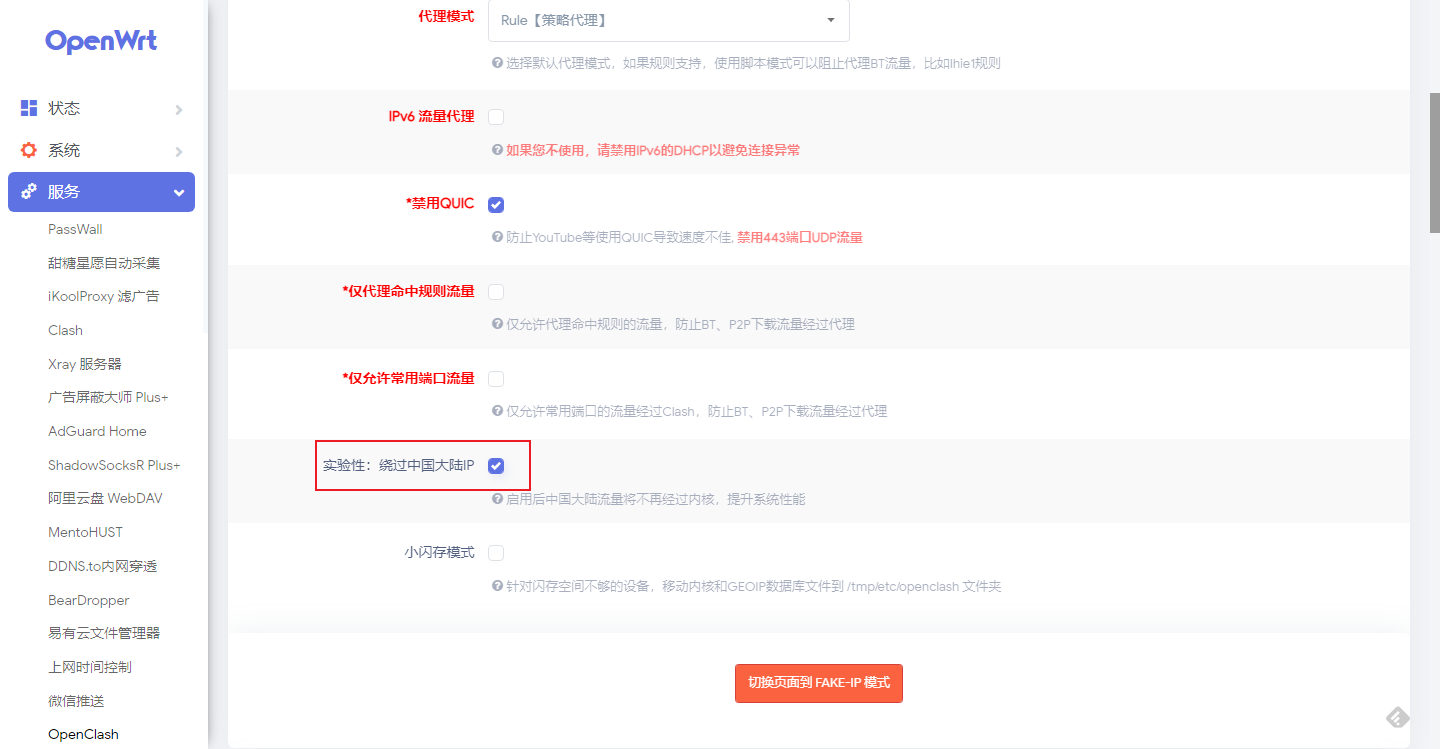 OpenWrt
状态
系统
服务
PassWall
甜糖星愿自动采集
iKoolProxy 滤广告
Clash
Xray 服务器
广告屏蔽大师 Plus+
AdGuard Home
ShadowSocksR Plus+
阿里云盘 WebDAV
MentoHUST
DDNS.to内网穿透
BearDropper
易有云文件管理器
上网时间控制
微信推送
OpenClash
代理模式
Rule【策略代理】
选择默认代理模式，如果规则支持，使用脚本模式可以阻止代理BT流量，比如lhie1规则
IPv6 流量代理
如果您不使用，请禁用IPv6的DHCP以避免连接异常
*禁用QUIC
防止YouTube等使用QUIC导致速度不佳, 禁用443端口UDP流量
*仅代理命中规则流量
仅允许代理命中规则的流量，防止BT、P2P下载流量经过代理
*仅允许常用端口流量
仅允许常用端口的流量经过Clash，防止BT、P2P下载流量经过代理
实验性：绕过中国大陆IP
启用后中国大陆流量将不再经过内核，提升系统性能
小闪存模式
针对闪存空间不够的设备，移动内核和GEOIP数据库文件到 /tmp/etc/openclash 文件夹
切换页面到 FAKE-IP 模式